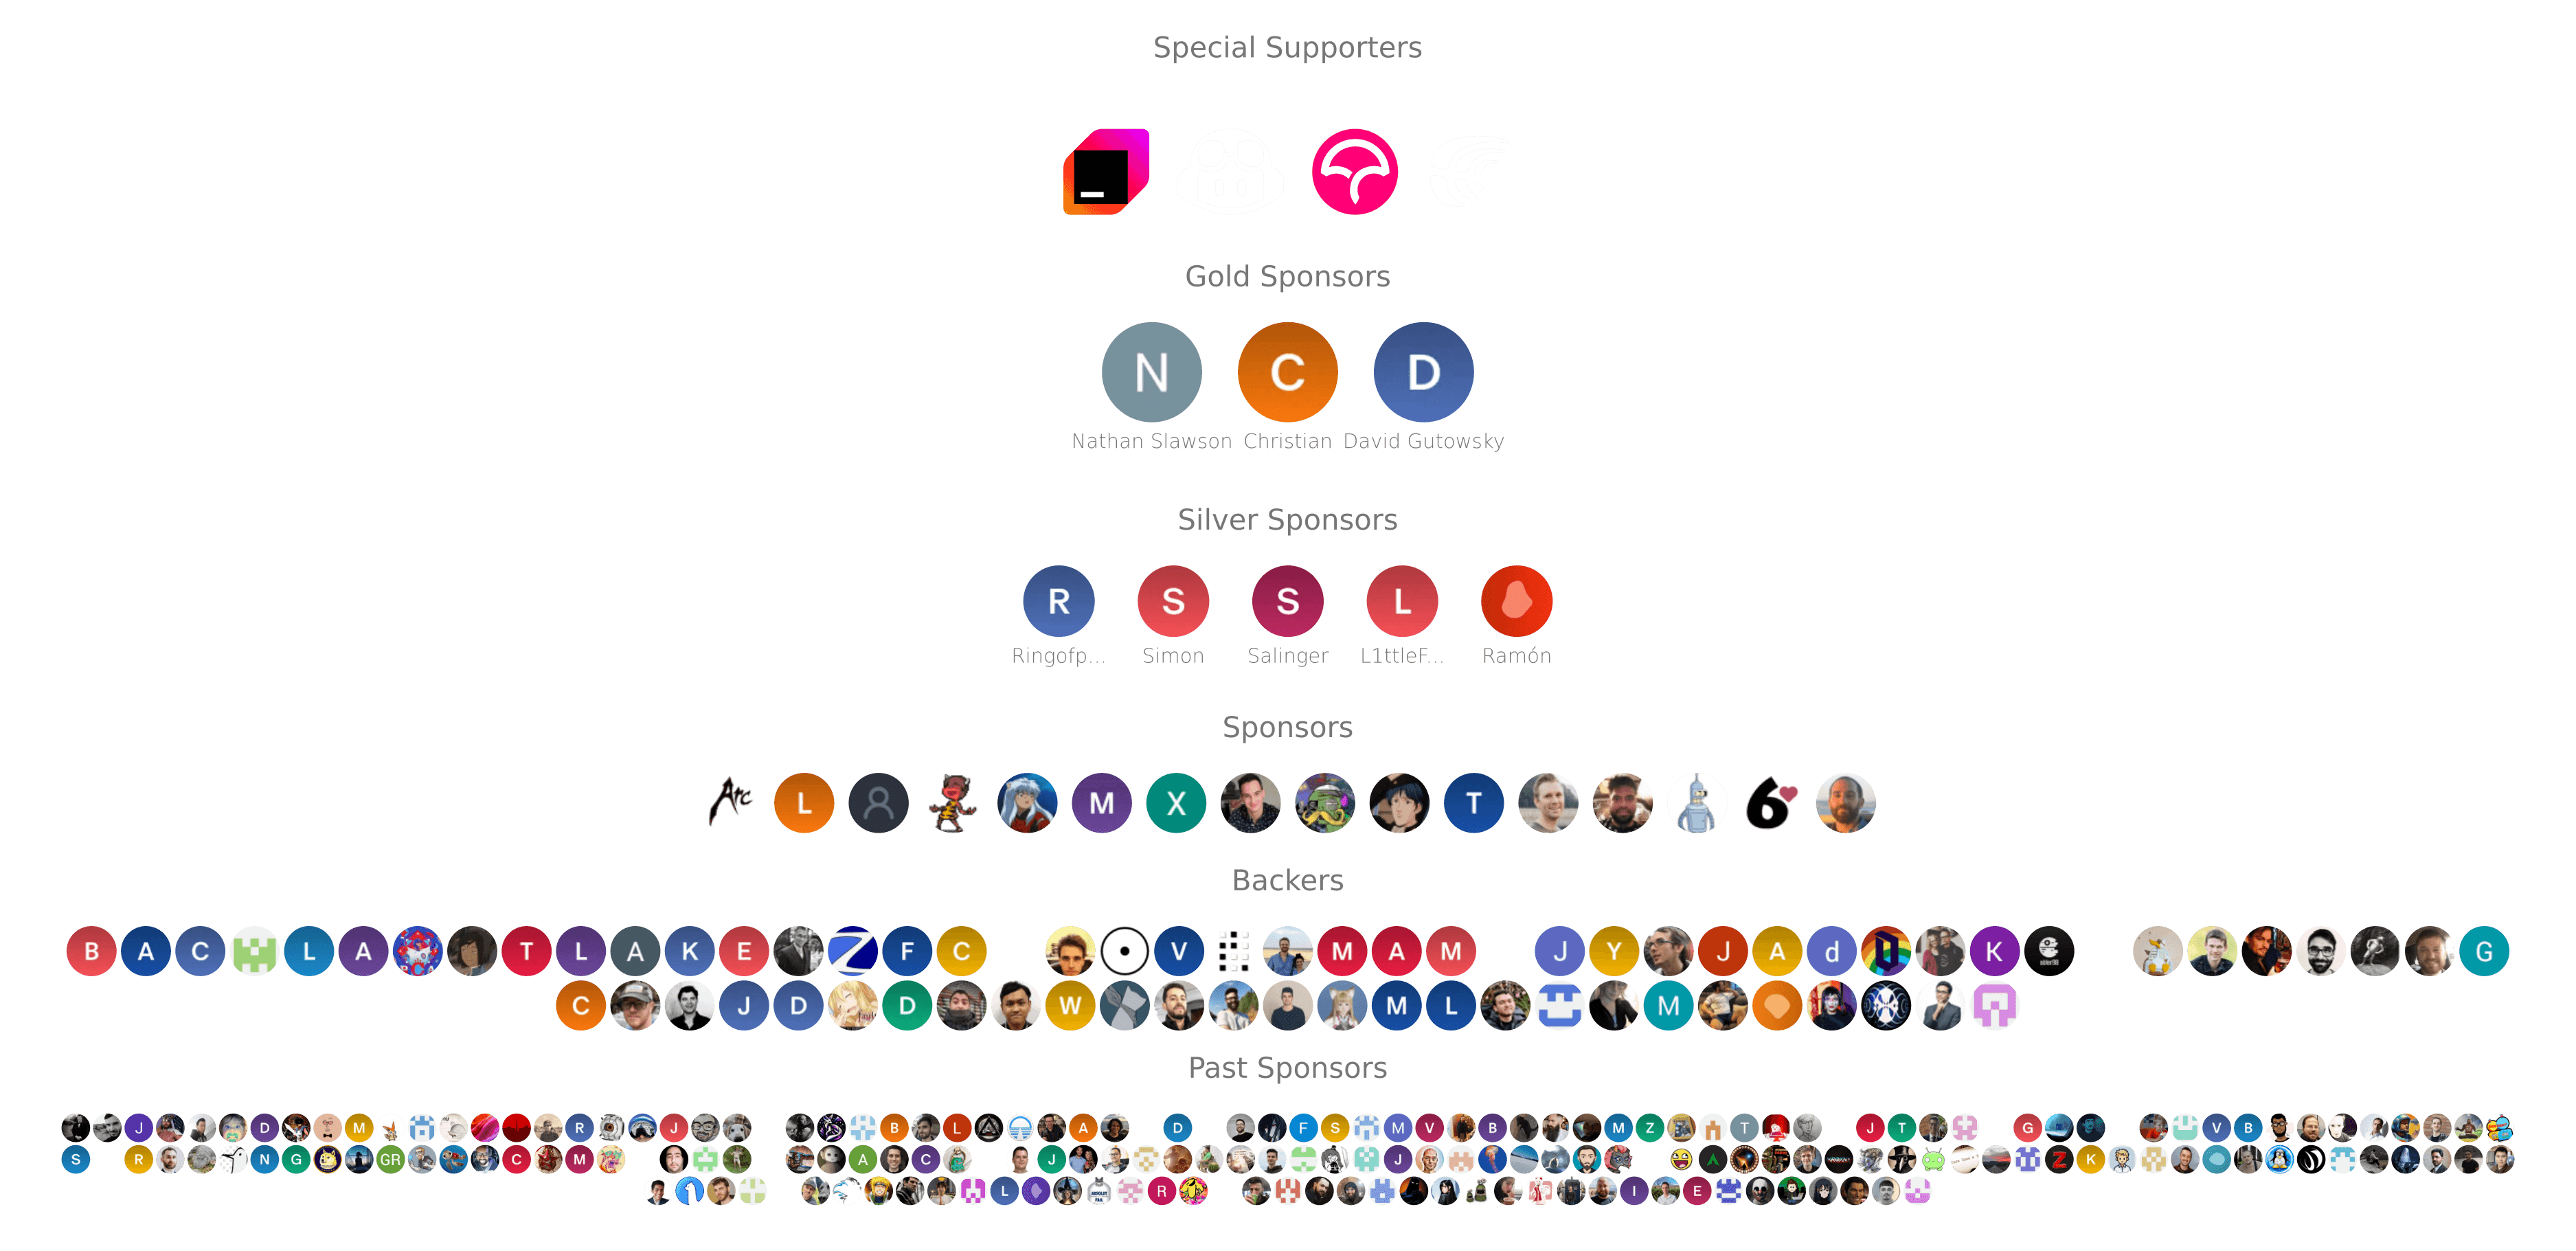 Special Supporters
Gold Sponsors
N C D
Nathan Slawson Christian David Gutowsky
Silver Sponsors
R S S L
Ringofp... Simon Salinger L1ttleF... Ramón
Sponsors
Arc L M X T 6
Backers
B A C L A T L A K E F C V M A M J Y J A d K G
C J D D W M L M
Past Sponsors
J D M R J B L A D F S M V B M Z T J T G V B
S R N G GR C M A C J J K
L R I E